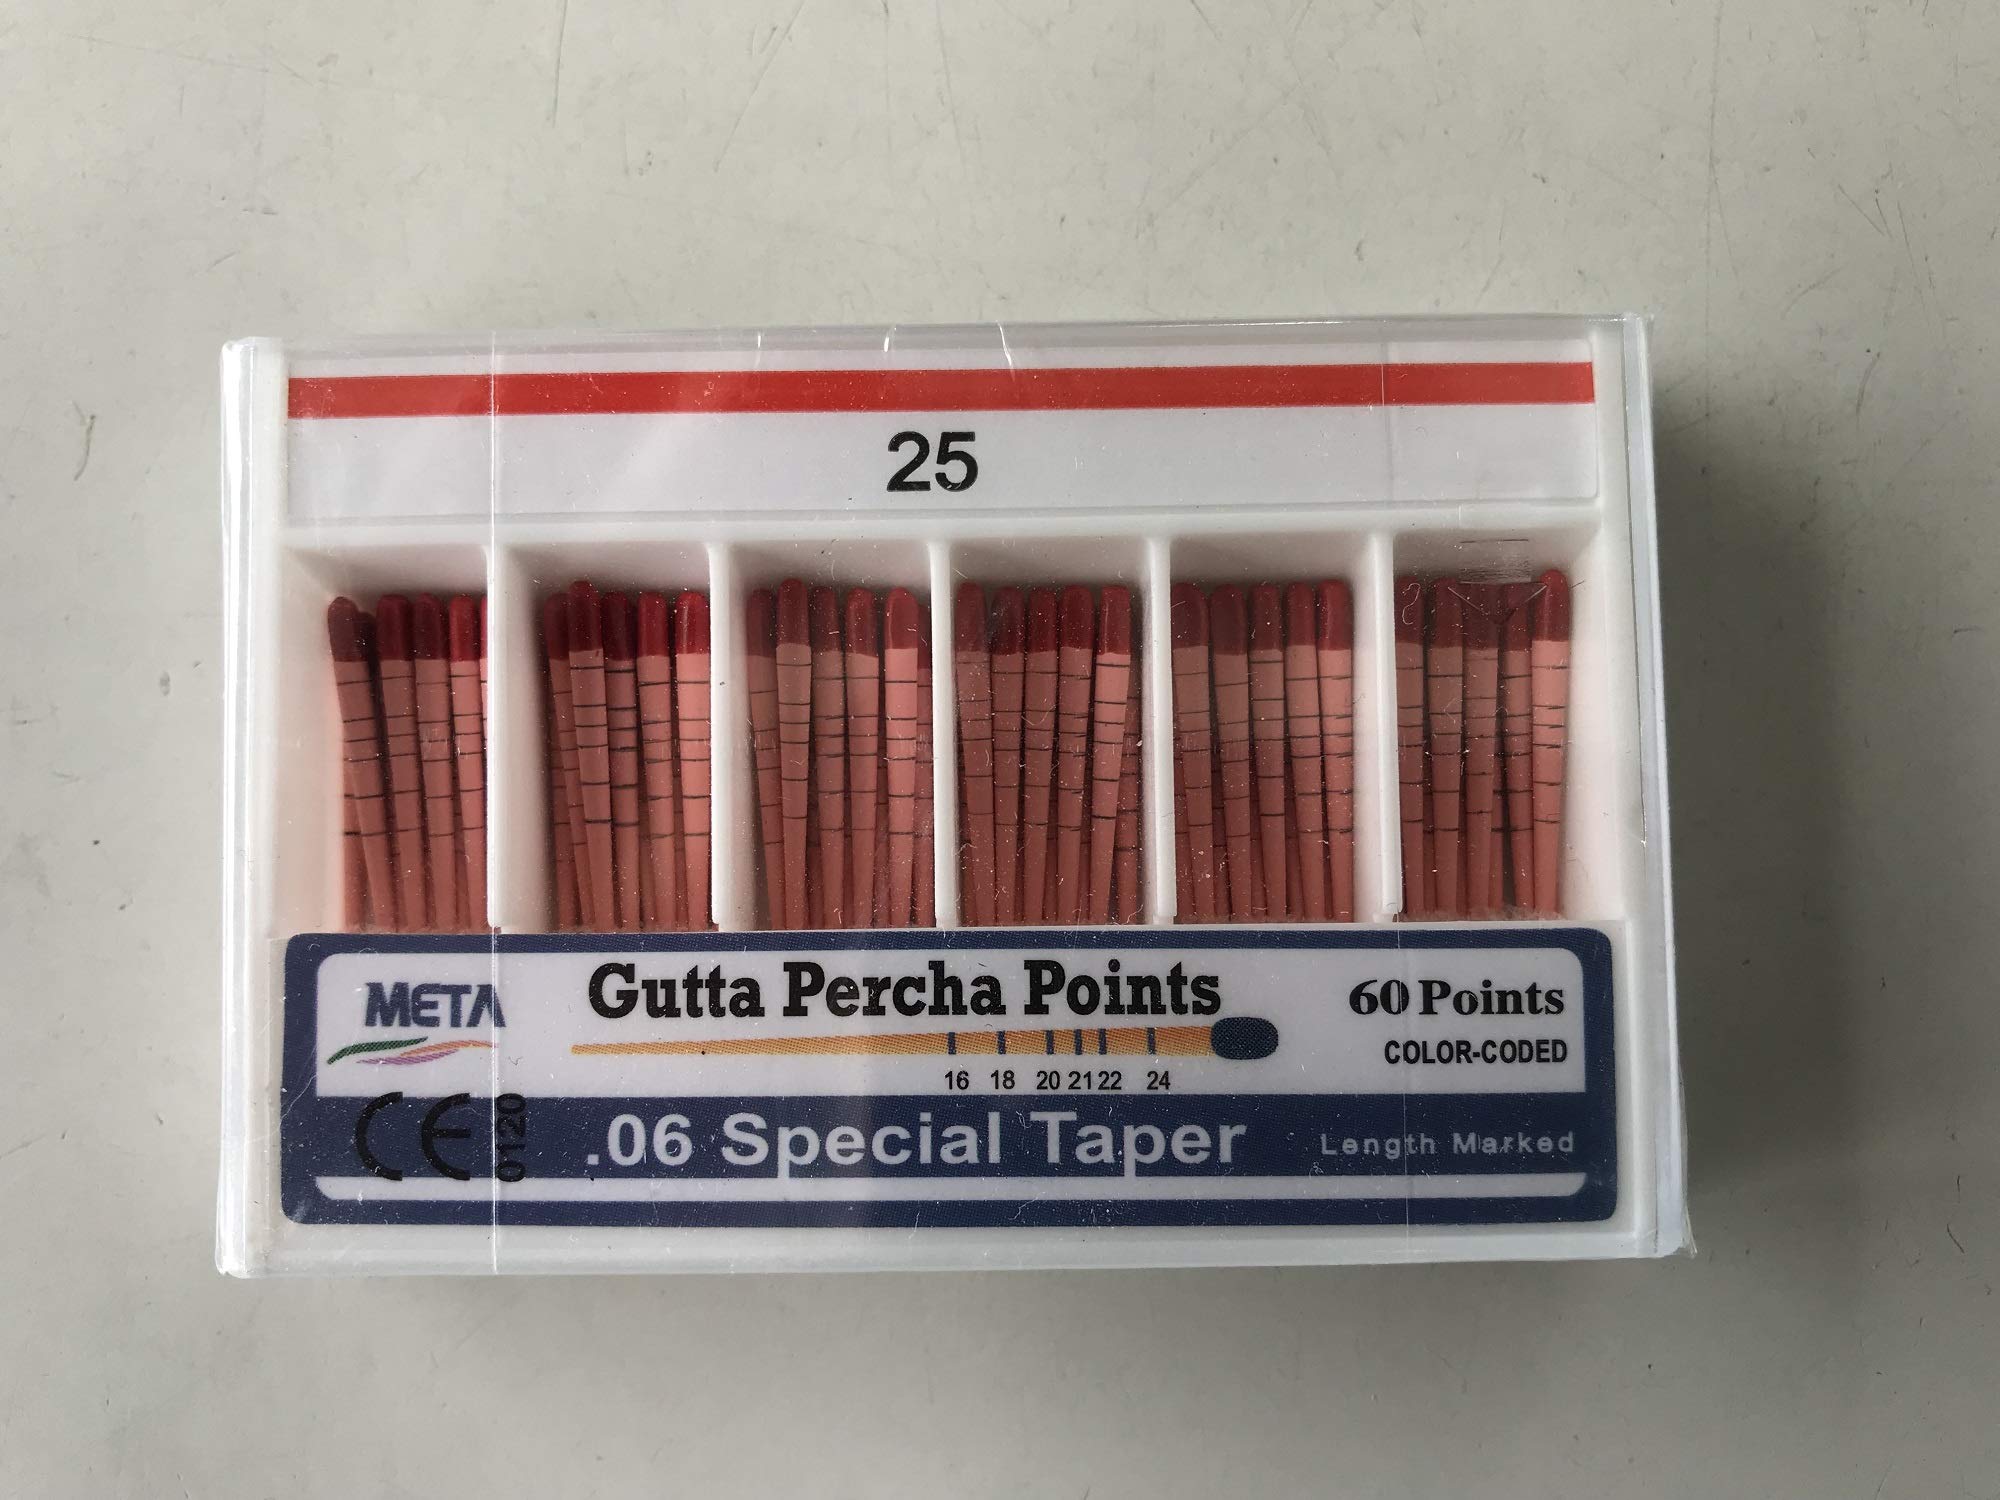 25
META
Gutta Percha Points
60 Points
COLOR-CODED
16 18 20 21 22 24
CE 0120
.06 Special Taper
Length Marked